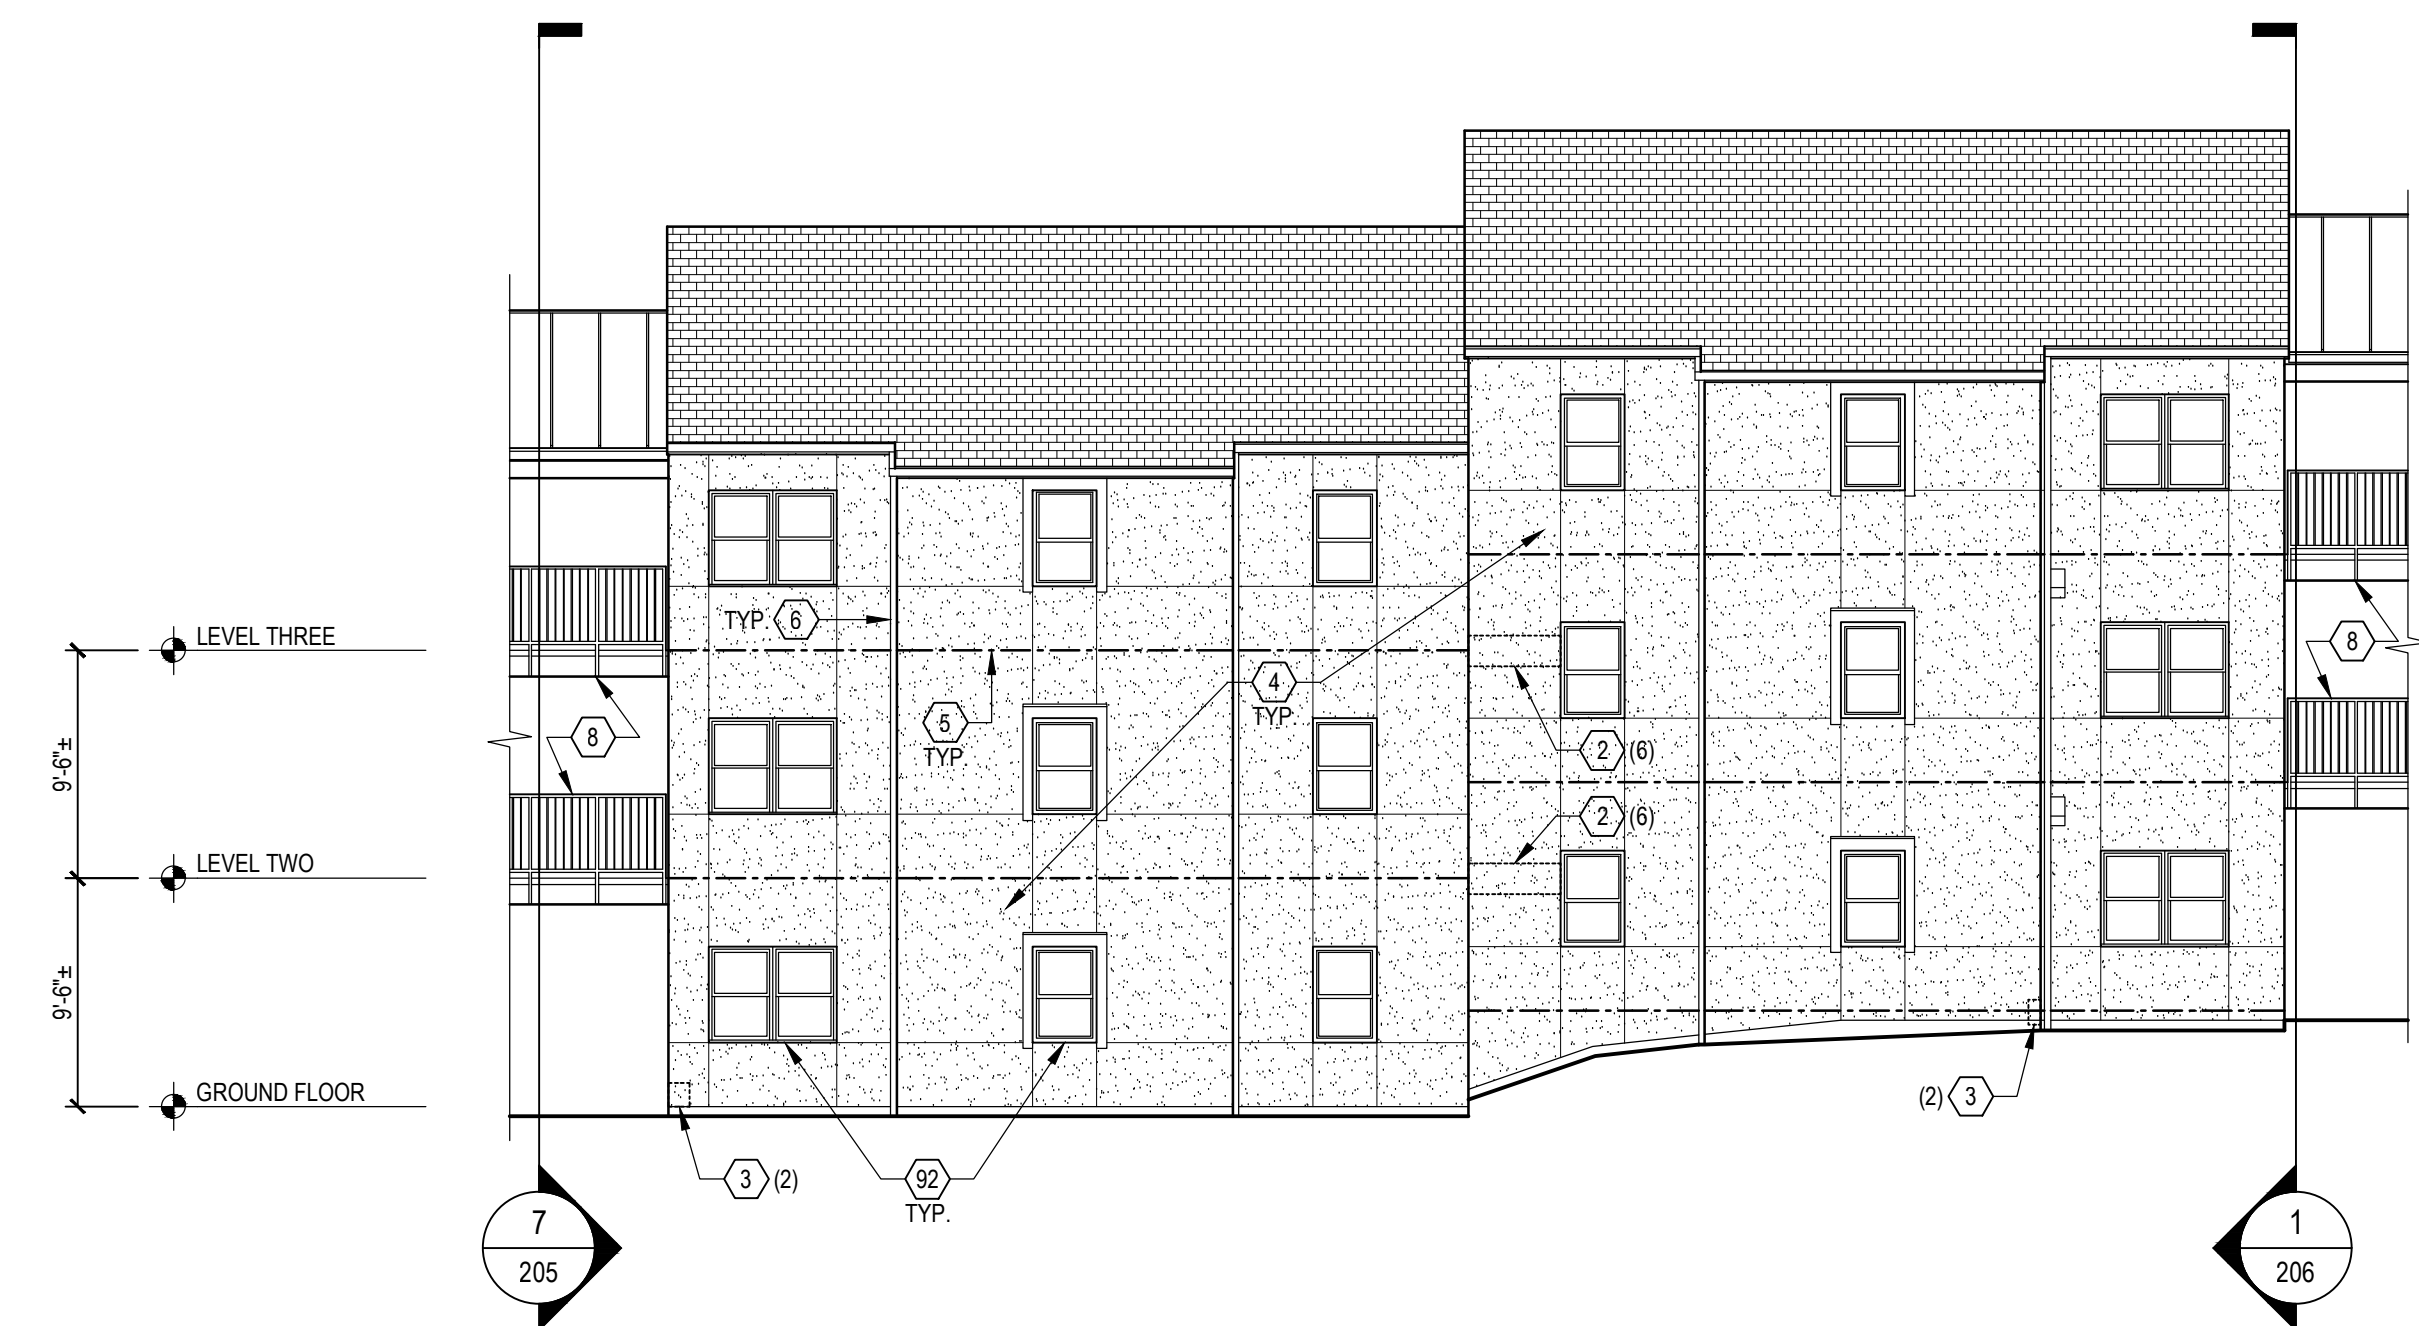 LEVEL THREE
TYP. 6
8
9'-6"±
5
TYP.
4
TYP.
8
2 (6)
2 (6)
LEVEL TWO
9'-6"±
GROUND FLOOR
(2) 3
3 (2)
92
TYP.
7
205
1
206